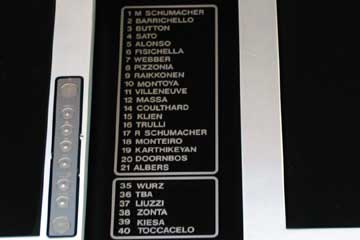 1 M SCHUMACHER
2 BARRICHELLO
3 BUTTON
4 SATO
5 ALONSO
6 FISICHELLA
7 WEBBER
8 PIZZONIA
9 RAIKKONEN
10 MONTOYA
11 VILLENEUVE
12 MASSA
14 COULTHARD
15 KLIEN
16 TRULLI
17 R SCHUMACHER
18 MONTEIRO
19 KARTHIKEYAN
20 DOORNBOS
21 ALBERS
35 WURZ
36 TBA
37 LIUZZI
38 ZONTA
39 KIESA
40 TOCCACELO